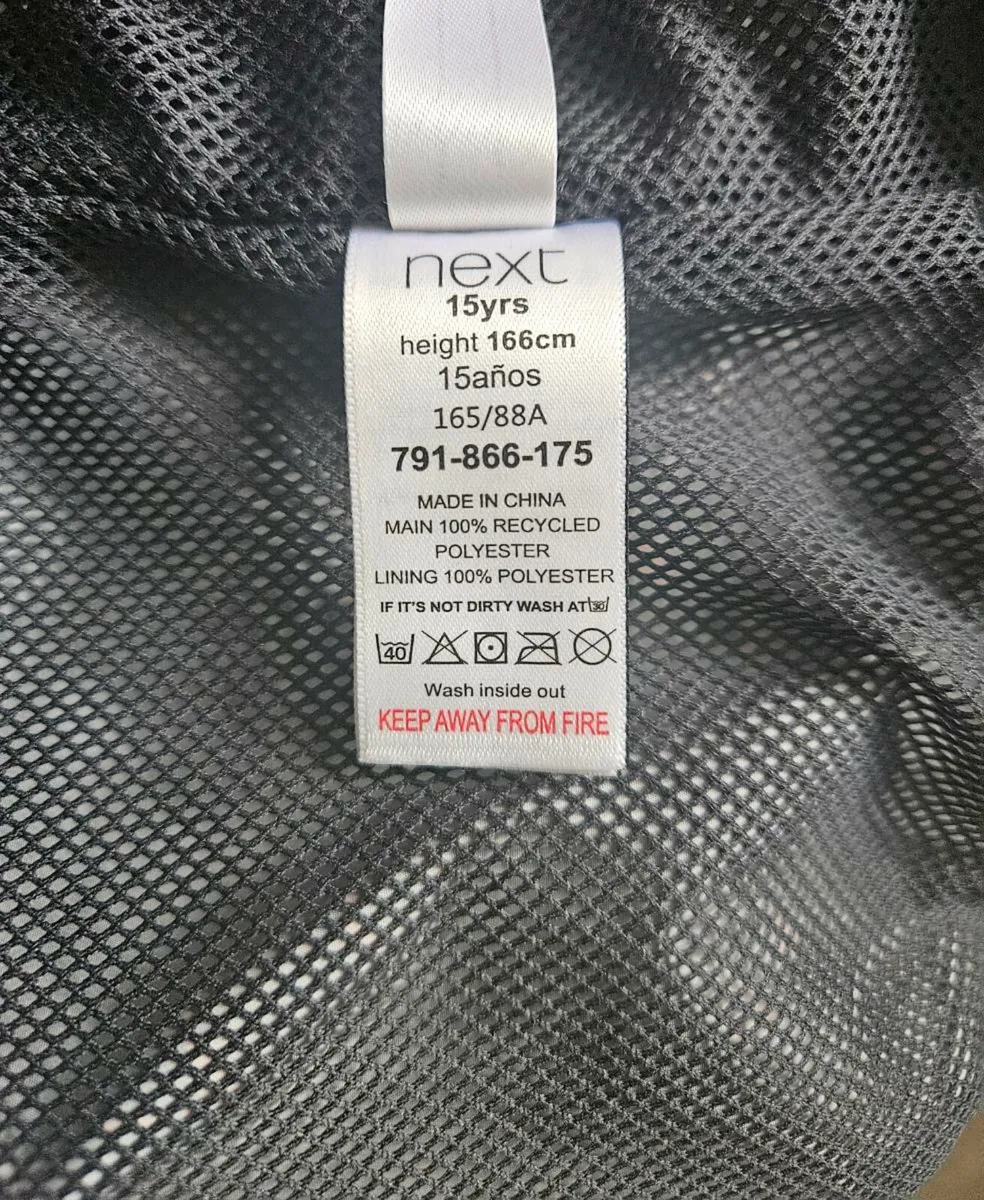 next
15yrs
height 166cm
15años
165/88A
791-866-175
MADE IN CHINA
MAIN 100% RECYCLED
POLYESTER
LINING 100% POLYESTER
IF IT'S NOT DIRTY WASH AT 30
40
Wash inside out
KEEP AWAY FROM FIRE